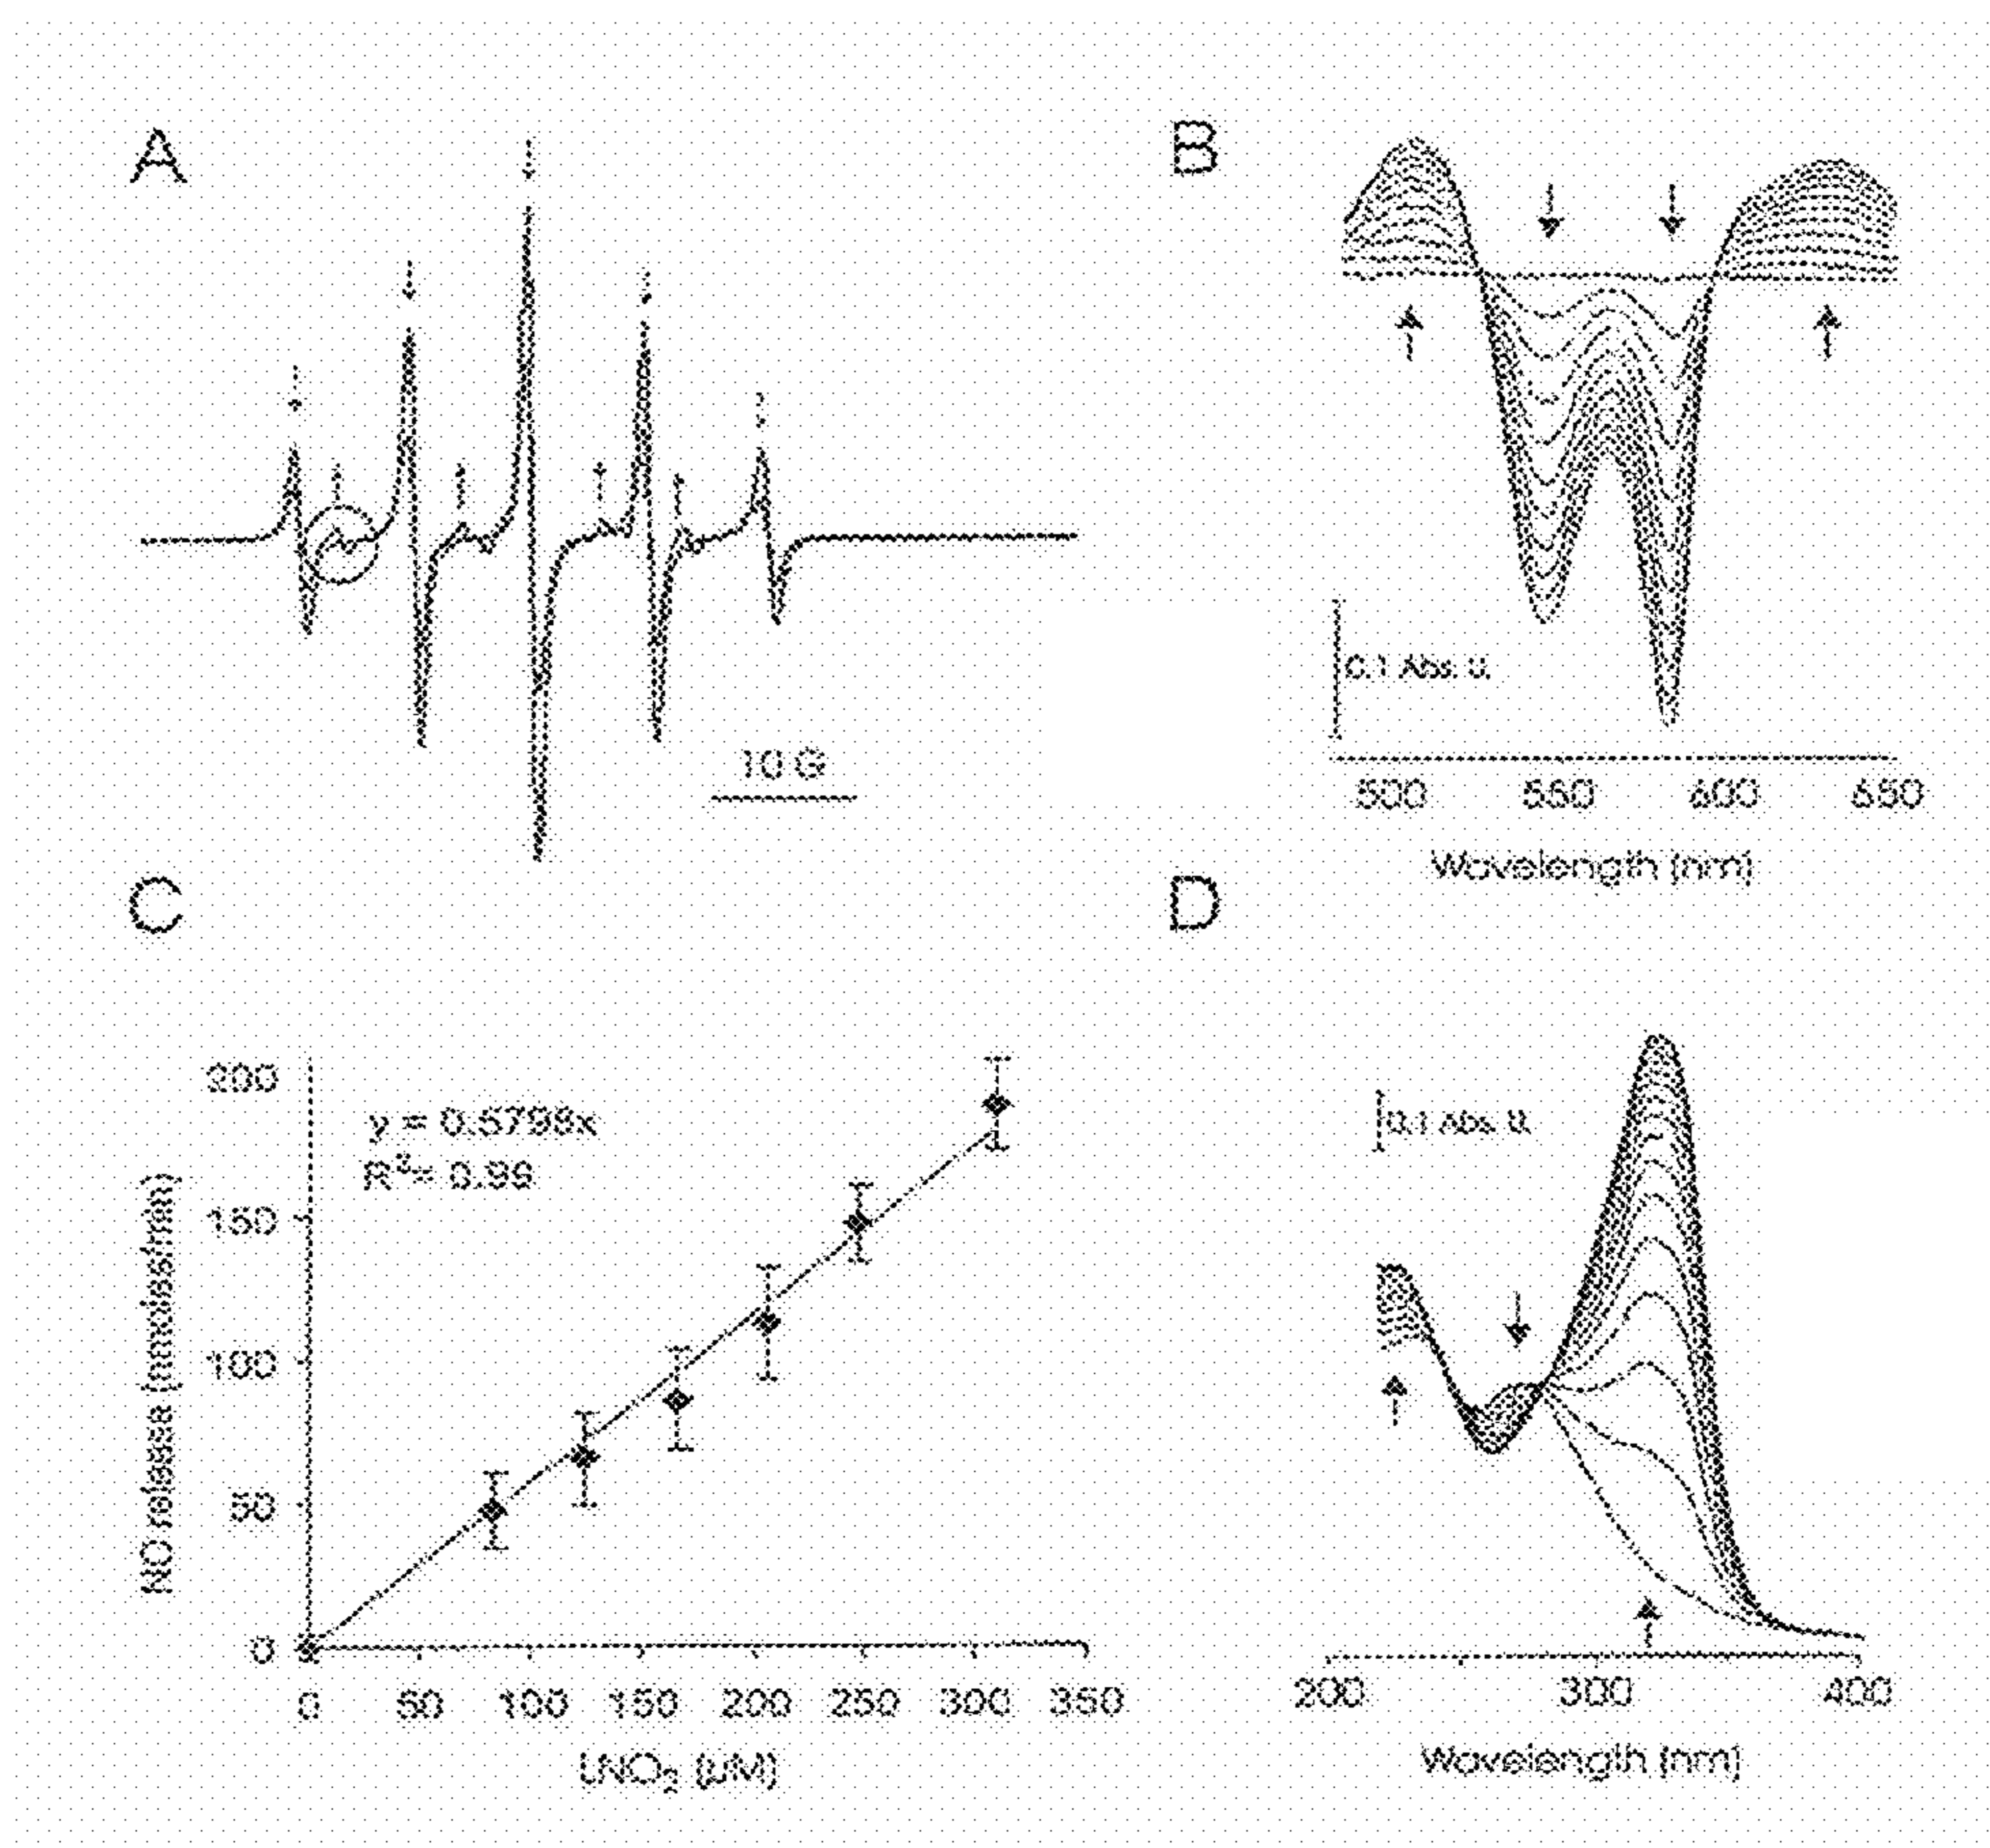 A
10 G
B
0.1 Abs. U.
500 550 600 650
Wavelength (nm)
C
y = 0.5798x
R²= 0.99
NO release (nmoles/min)
200
150
100
50
0
0 50 100 150 200 250 300 350
LNO₂ (μM)
D
0.1 Abs. U.
200 300 400
Wavelength (nm)